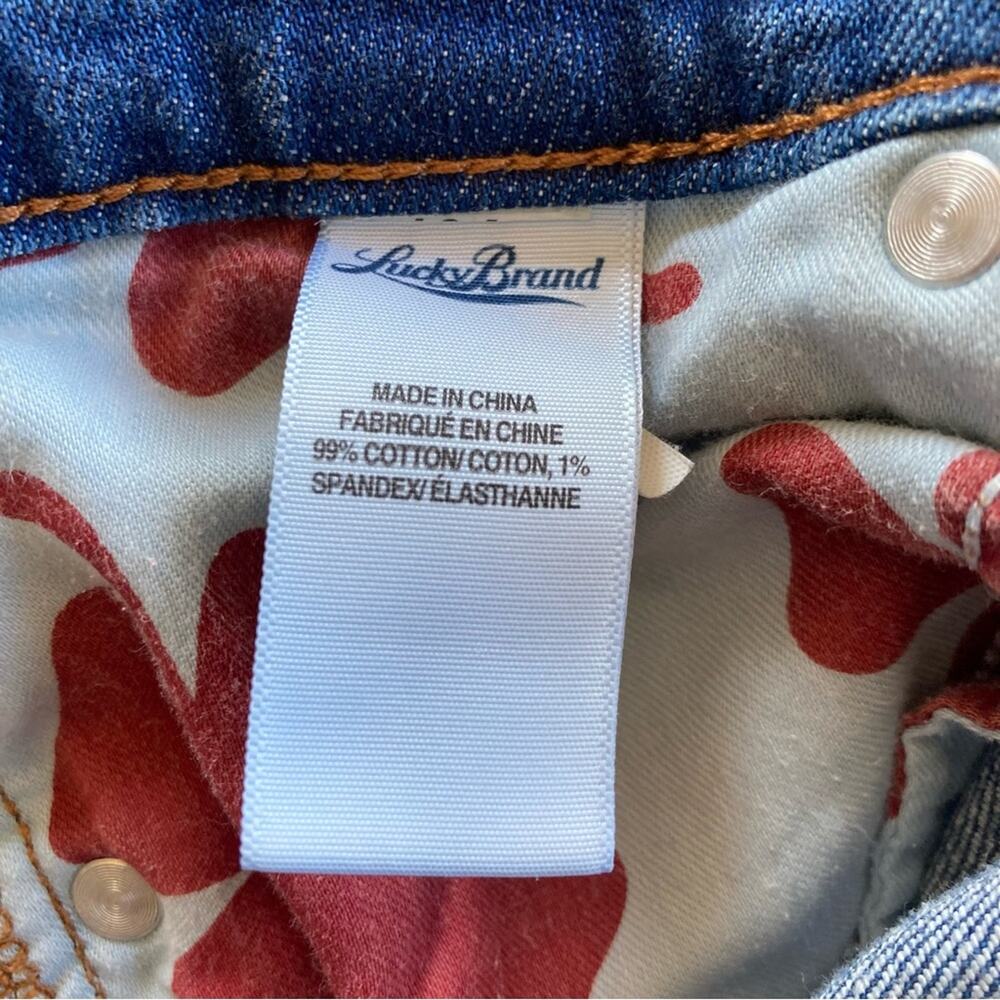 Lucky Brand
MADE IN CHINA
FABRIQUÉ EN CHINE
99% COTTON/ COTON, 1%
SPANDEX/ ÉLASTHANNE